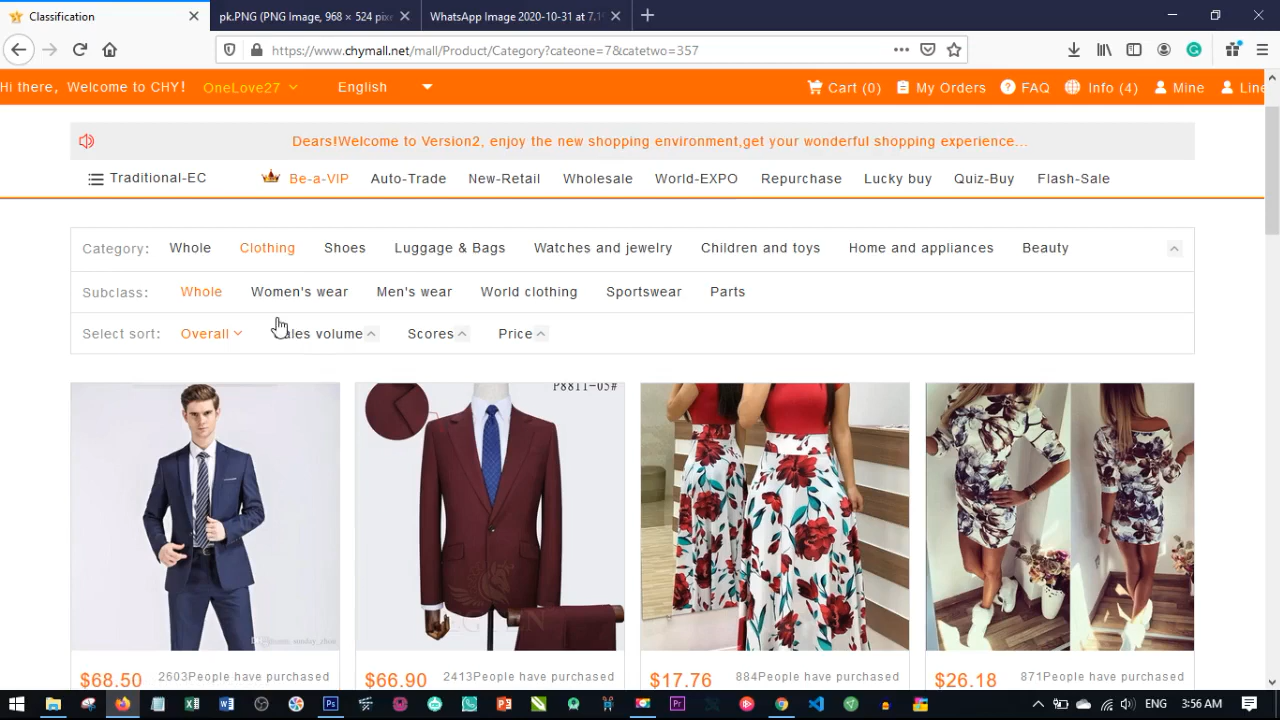 Classification
pk.PNG (PNG Image, 968 × 524 pixe
WhatsApp Image 2020-10-31 at 7.1
https://www.chymall.net/mall/Product/Category?cateone=7&catetwo=357
Hi there, Welcome to CHY! OneLove27 English Cart (0) My Orders FAQ Info (4) Mine Line
Dears!Welcome to Version2, enjoy the new shopping environment,get your wonderful shopping experience...
Traditional-EC Be-a-VIP Auto-Trade New-Retail Wholesale World-EXPO Repurchase Lucky buy Quiz-Buy Flash-Sale
Category: Whole Clothing Shoes Luggage & Bags Watches and jewelry Children and toys Home and appliances Beauty
Subclass: Whole Women's wear Men's wear World clothing Sportswear Parts
Select sort: Overall Sales volume Scores Price
P8811-05#
$68.50 2603People have purchased
$66.90 2413People have purchased
$17.76 884People have purchased
$26.18 871People have purchased
ENG 3:56 AM